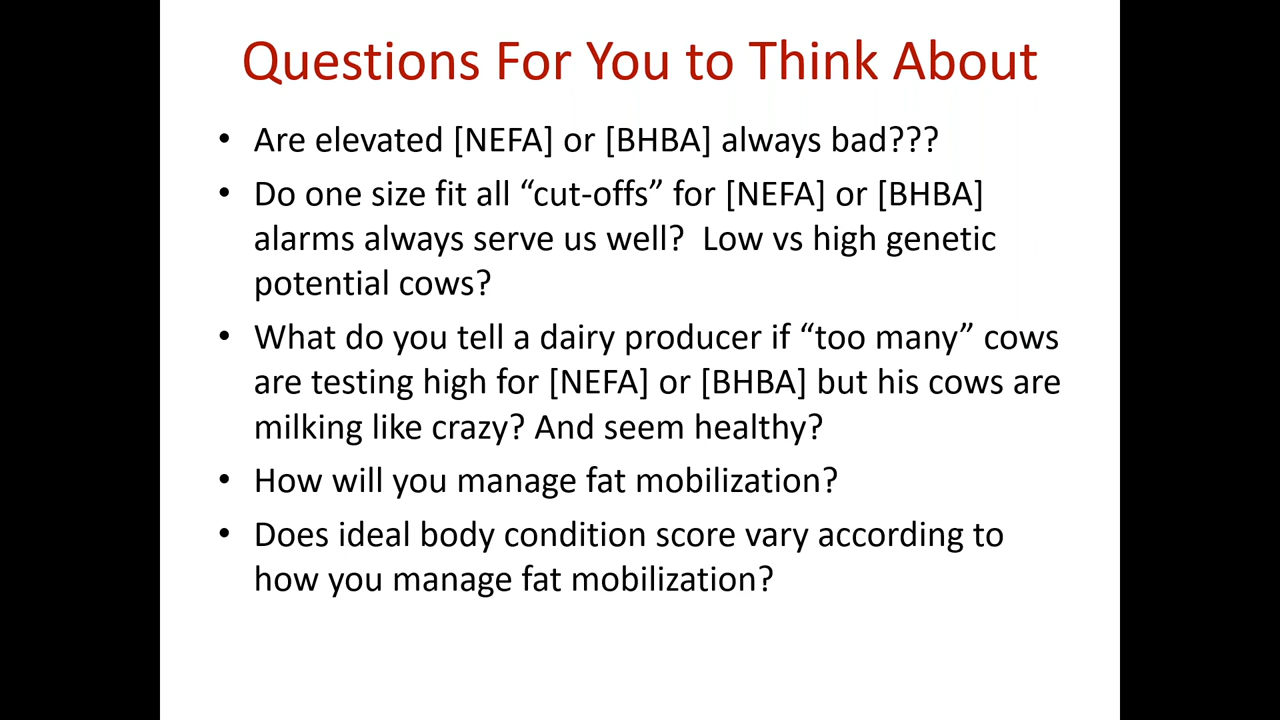 Questions For You to Think About
• Are elevated [NEFA] or [BHBA] always bad???
• Do one size fit all “cut-offs” for [NEFA] or [BHBA]
alarms always serve us well?  Low vs high genetic
potential cows?
• What do you tell a dairy producer if “too many” cows
are testing high for [NEFA] or [BHBA] but his cows are
milking like crazy? And seem healthy?
• How will you manage fat mobilization?
• Does ideal body condition score vary according to
how you manage fat mobilization?